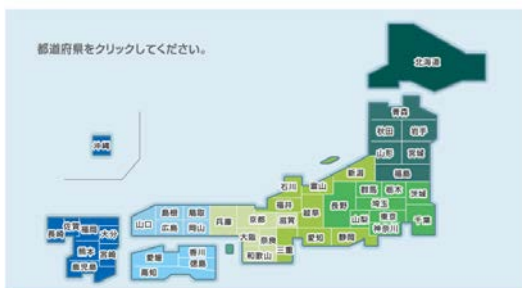 都道府県をクリックしてください。
北海道
青森
秋田 岩手
山形 宮城
福島
沖縄
石川 富山 新潟
群馬 栃木 茨城
福井 岐阜 長野 埼玉
山梨 東京 千葉
神奈川
島根 鳥取 兵庫 京都 滋賀
山口 広島 岡山
大阪 奈良 三重 愛知 静岡
和歌山
愛媛 香川
高知 徳島
長崎 佐賀 福岡 大分
熊本 宮崎
鹿児島